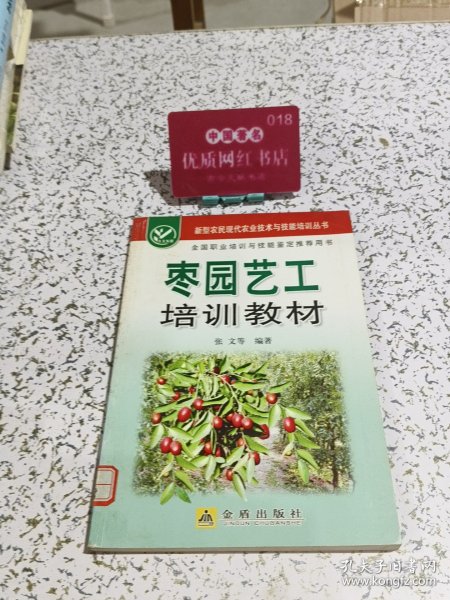 018
中国著名
优质网红书店
新型农民现代农业技术与技能培训丛书
全国职业培训与技能鉴定推荐用书
枣园艺工
培训教材
张 文等 编著
金盾出版社
JINDUN CHUBANSHE
孔夫子旧书网
www.kongfz.com